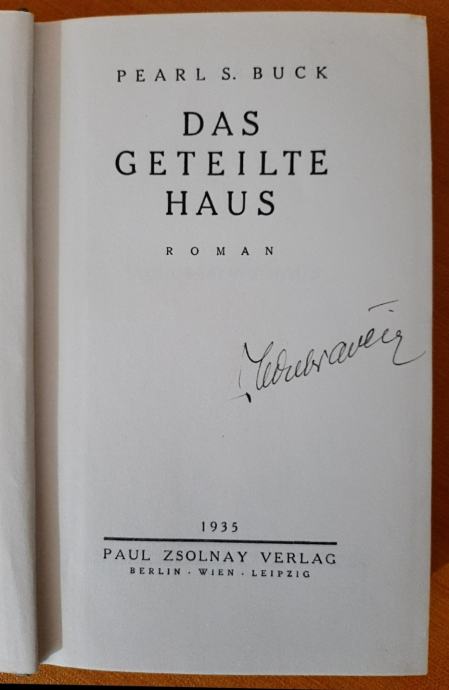 PEARL S. BUCK
DAS
GETEILTE
HAUS
ROMAN
1935
PAUL ZSOLNAY VERLAG
BERLIN · WIEN · LEIPZIG